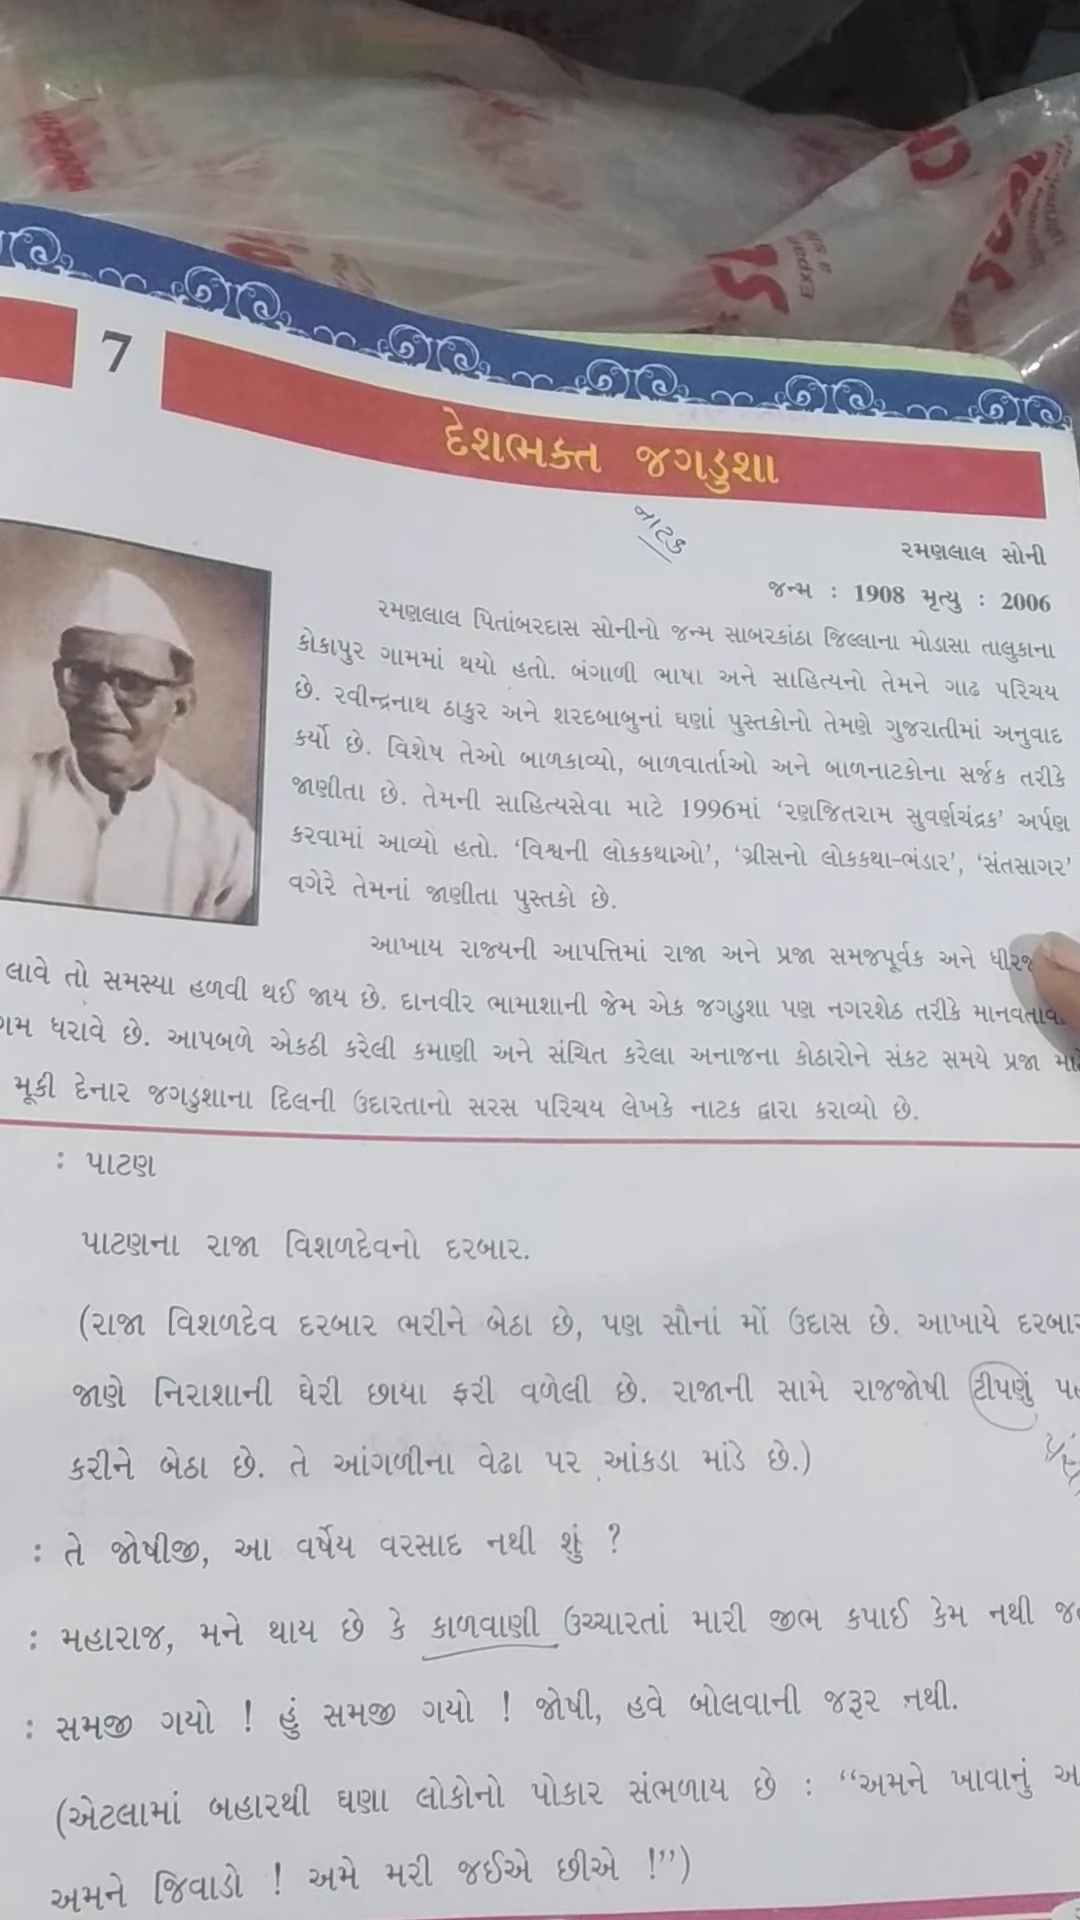 7
દેશભક્ત જગડુશા
નાટક
રમણલાલ સોની
જન્મ : 1908 મૃત્યુ : 2006
રમણલાલ પિતાંબરદાસ સોનીનો જન્મ સાબરકાંઠા જિલ્લાના મોડાસા તાલુકાના
કોકાપુર ગામમાં થયો હતો. બંગાળી ભાષા અને સાહિત્યનો તેમને ગાઢ પરિચય
છે. રવીન્દ્રનાથ ઠાકુર અને શરદબાબુનાં ઘણાં પુસ્તકોનો તેમણે ગુજરાતીમાં અનુવાદ
કર્યો છે. વિશેષ તેઓ બાળકાવ્યો, બાળવાર્તાઓ અને બાળનાટકોના સર્જક તરીકે
જાણીતા છે. તેમની સાહિત્યસેવા માટે 1996માં ‘રણજિતરામ સુવર્ણચંદ્રક’ અર્પણ
કરવામાં આવ્યો હતો. ‘વિશ્વની લોકકથાઓ’, ‘ગ્રીસનો લોકકથા-ભંડાર’, ‘સંતસાગર’
વગેરે તેમનાં જાણીતા પુસ્તકો છે.
આખાય રાજ્યની આપત્તિમાં રાજા અને પ્રજા સમજપૂર્વક અને ધીરજ
લાવે તો સમસ્યા હળવી થઈ જાય છે. દાનવીર ભામાશાની જેમ એક જગડુશા પણ નગરશેઠ તરીકે
ધરાવે છે. આપબળે એકઠી કરેલી કમાણી અને સંચિત કરેલા અનાજના કોઠારોને સંકટ સમયે પ્રજા
મૂકી દેનાર જગડુશાના દિલની ઉદારતાનો સરસ પરિચય લેખકે નાટક દ્વારા કરાવ્યો છે.
: પાટણ
પાટણના રાજા વિશળદેવનો દરબાર.
(રાજા વિશળદેવ દરબાર ભરીને બેઠા છે, પણ સૌનાં મોં ઉદાસ છે. આખાયે
જાણે નિરાશાની ઘેરી છાયા ફરી વળેલી છે. રાજાની સામે રાજજોષી ટીપણું
કરીને બેઠા છે. તે આંગળીના વેઢા પર આંકડા માંડે છે.)
: તે જોષીજી, આ વર્ષેય વરસાદ નથી શું ?
: મહારાજ, મને થાય છે કે કાળવાણી ઉચ્ચારતાં મારી જીભ કપાઈ કેમ નથી
: સમજી ગયો ! હું સમજી ગયો ! જોષી, હવે બોલવાની જરૂર નથી.
(એટલામાં બહારથી ઘણા લોકોનો પોકાર સંભળાય છે : “અમને ખાવાનું
અમને જિવાડો ! અમે મરી જઈએ છીએ !”)